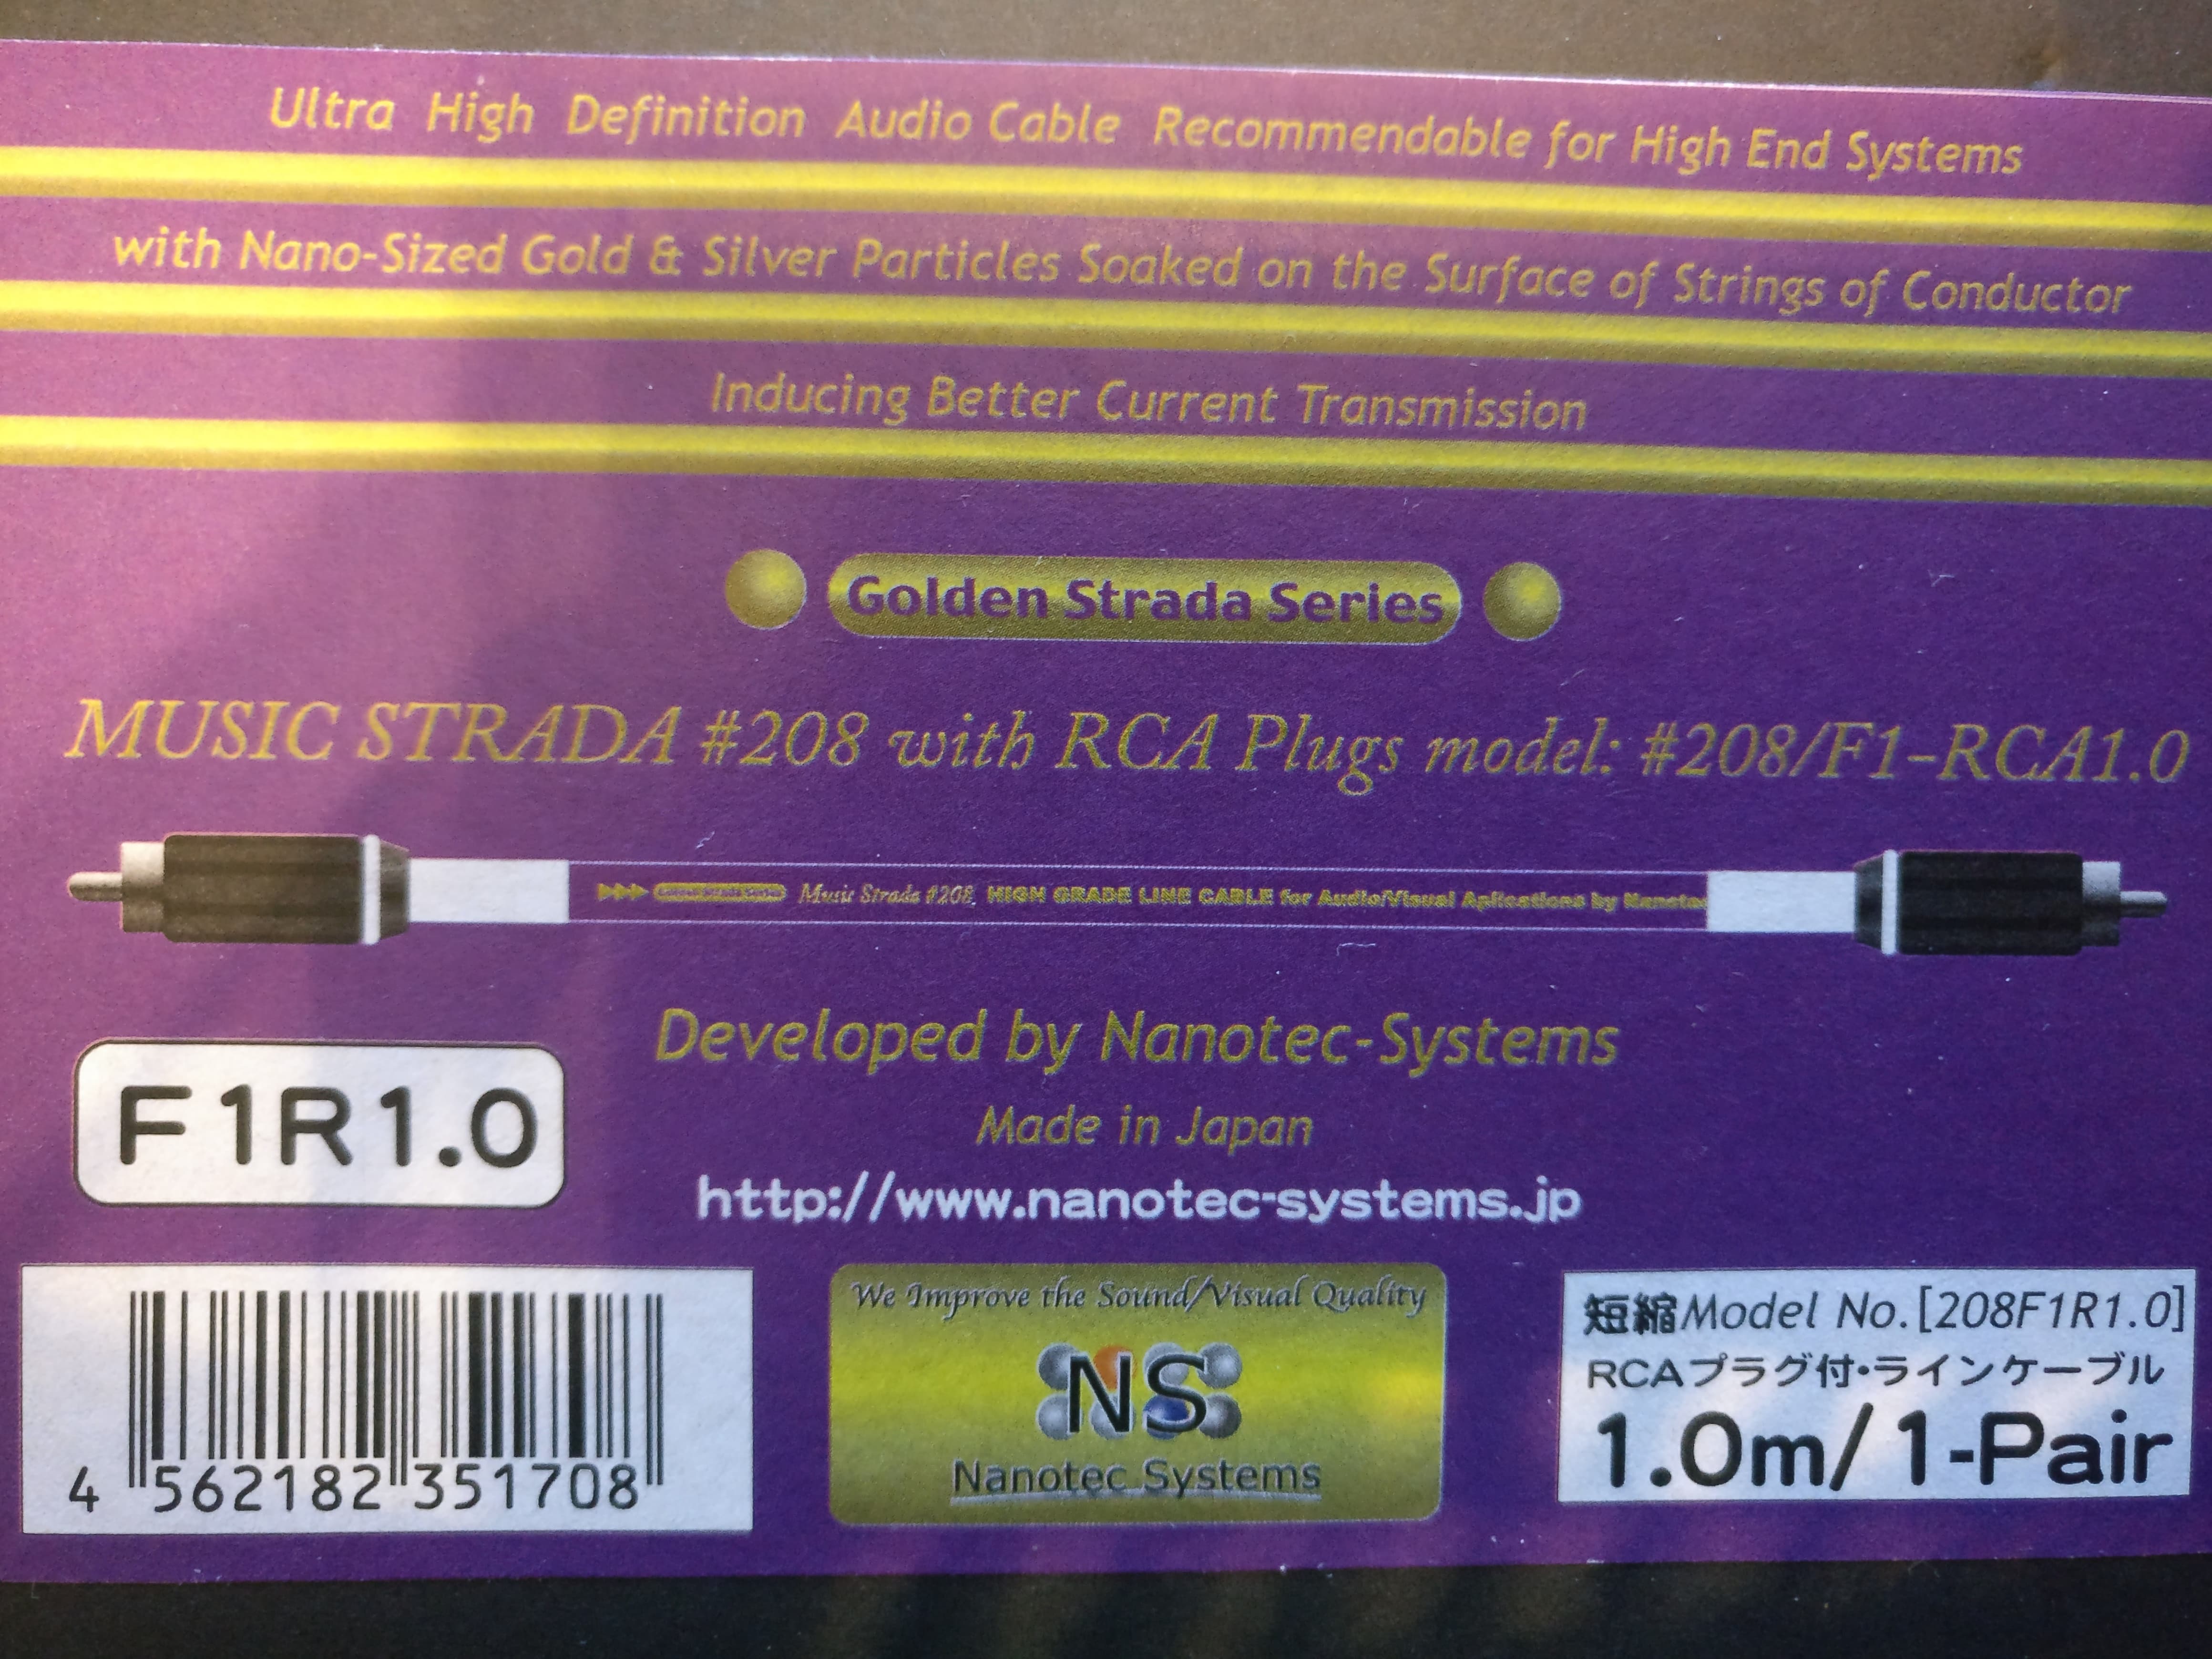 Ultra High Definition Audio Cable Recommendable for High End Systems
with Nano-Sized Gold & Silver Particles Soaked on the Surface of Strings of Conductor
Inducing Better Current Transmission
Golden Strada Series
MUSIC STRADA #208 with RCA Plugs model: #208/F1-RCA1.0
Golden Strada Series Music Strada #208, HIGH GRADE LINE CABLE for Audio/Visual Aplications by Nanotec
Developed by Nanotec-Systems
Made in Japan
http://www.nanotec-systems.jp
F1R1.0
4 562182 351708
We Improve the Sound/Visual Quality
NS
Nanotec Systems
短縮Model No.[208F1R1.0]
RCAプラグ付・ラインケーブル
1.0m/1-Pair